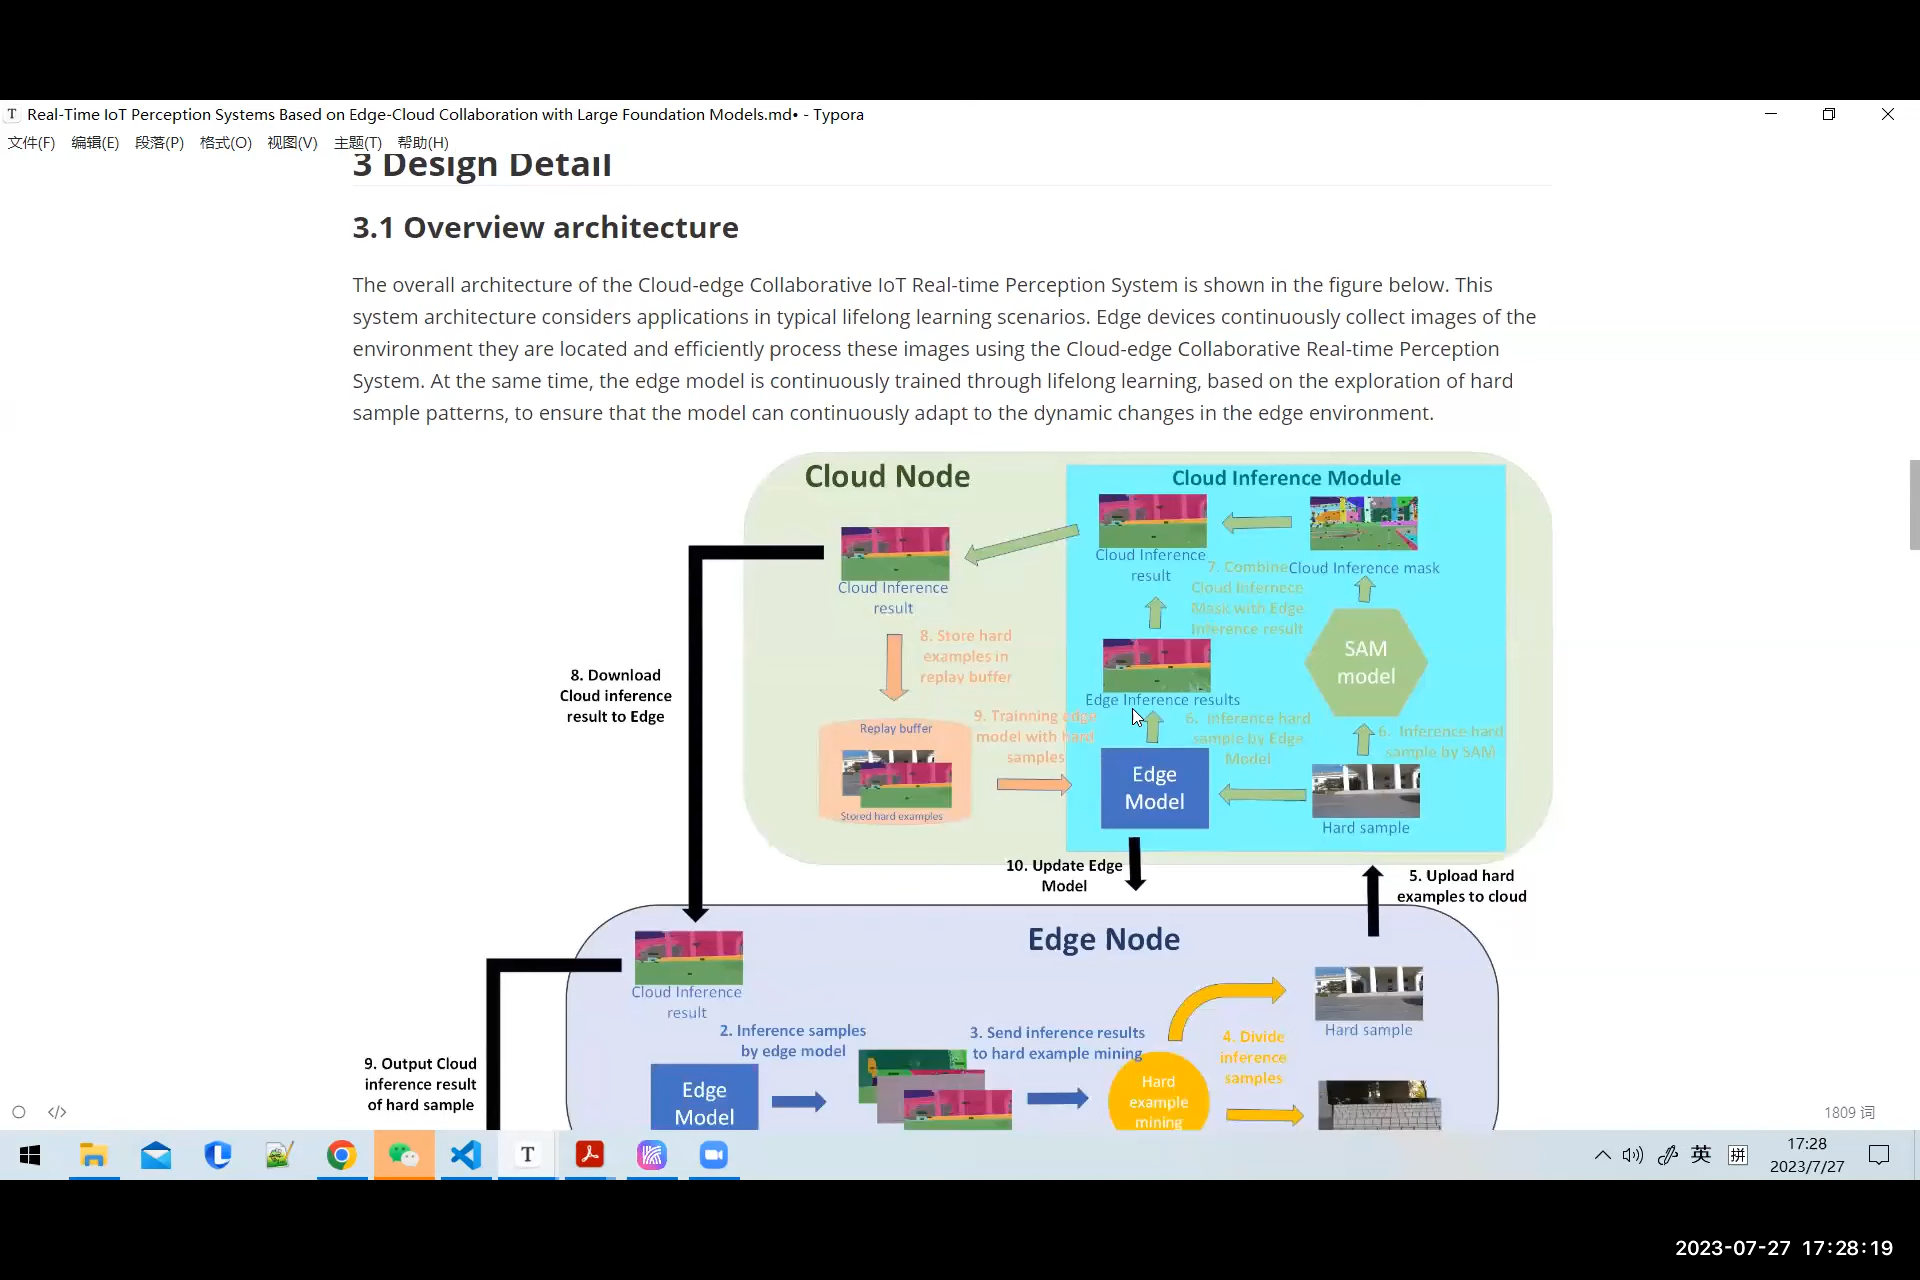 T Real-Time IoT Perception Systems Based on Edge-Cloud Collaboration with Large Foundation Models.md• - Typora
文件(F) 编辑(E) 段落(P) 格式(O) 视图(V) 主题(T) 帮助(H)
3 Design Detail
3.1 Overview architecture
The overall architecture of the Cloud-edge Collaborative IoT Real-time Perception System is shown in the figure below. This
system architecture considers applications in typical lifelong learning scenarios. Edge devices continuously collect images of the
environment they are located and efficiently process these images using the Cloud-edge Collaborative Real-time Perception
System. At the same time, the edge model is continuously trained through lifelong learning, based on the exploration of hard
sample patterns, to ensure that the model can continuously adapt to the dynamic changes in the edge environment.
Cloud Node
Cloud Inference Module
Cloud Inference
result
Cloud Inference
result
7. Combine
Cloud Infernece
Mask with Edge
Inference result
Cloud Inference mask
8. Store hard
examples in
replay buffer
SAM
model
8. Download
Cloud inference
result to Edge
Edge Inference results
Replay buffer
Stored hard examples
9. Trainning edge
model with hard
samples
6. Inference hard
sample by Edge
Model
6. Inference hard
sample by SAM
Edge
Model
Hard sample
10. Update Edge
Model
5. Upload hard
examples to cloud
Edge Node
Cloud Inference
result
2. Inference samples
by edge model
3. Send inference results
to hard example mining
4. Divide
inference
samples
Hard sample
9. Output Cloud
inference result
of hard sample
Edge
Model
Hard
example
mining
1809 词
T
英 拼
17:28
2023/7/27
2023-07-27 17:28:19